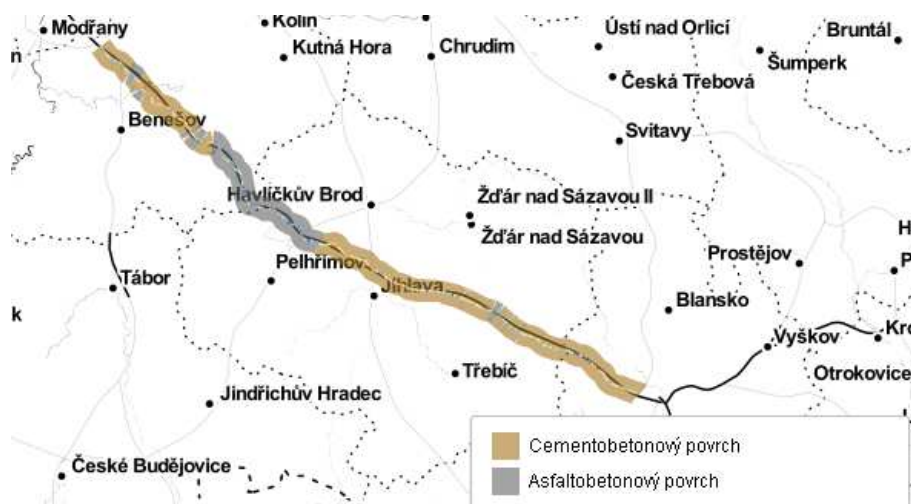 Modřany
Kolín
Kutná Hora
Chrudim
Ústí nad Orlicí
Bruntál
Šumperk
Česká Třebová
n
Benešov
Svitavy
Havlíčkův Brod
Žďár nad Sázavou II
Žďár nad Sázavou
H
Prostějov
P
Pelhřimov
Tábor
Jihlava
Blansko
k
Vyškov
Kro
Třebíč
Otrokovice
Jindřichův Hradec
České Budějovice
Cementobetonový povrch
Asfaltobetonový povrch